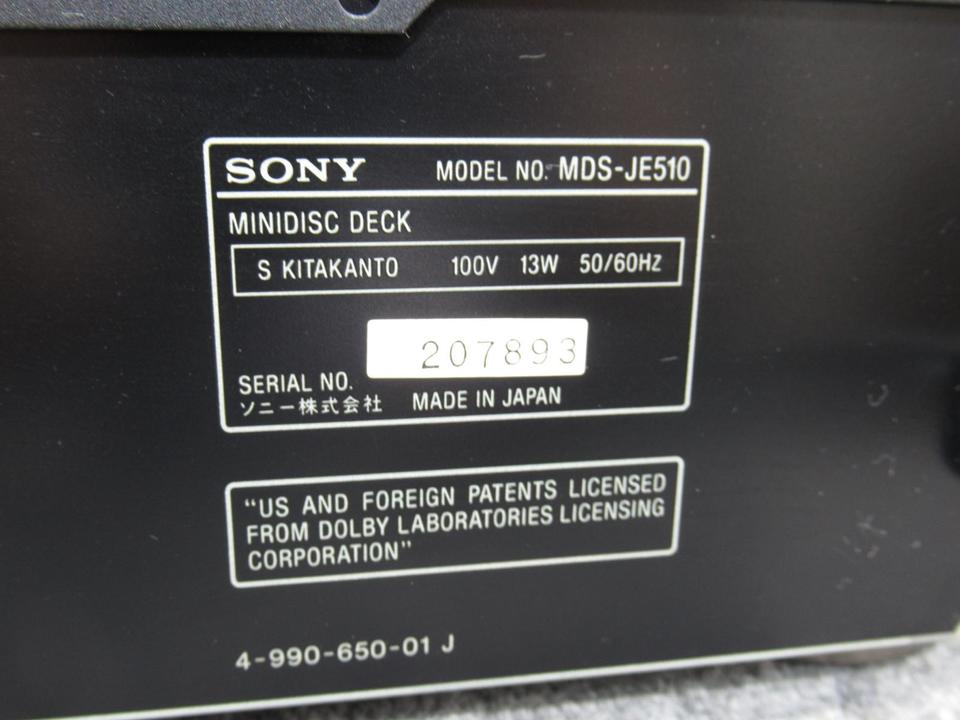 SONY MODEL NO. MDS-JE510
MINIDISC DECK
S KITAKANTO 100V 13W 50/60HZ
207893
SERIAL NO.
ソニー株式会社 MADE IN JAPAN
"US AND FOREIGN PATENTS LICENSED
FROM DOLBY LABORATORIES LICENSING
CORPORATION"
4-990-650-01 J